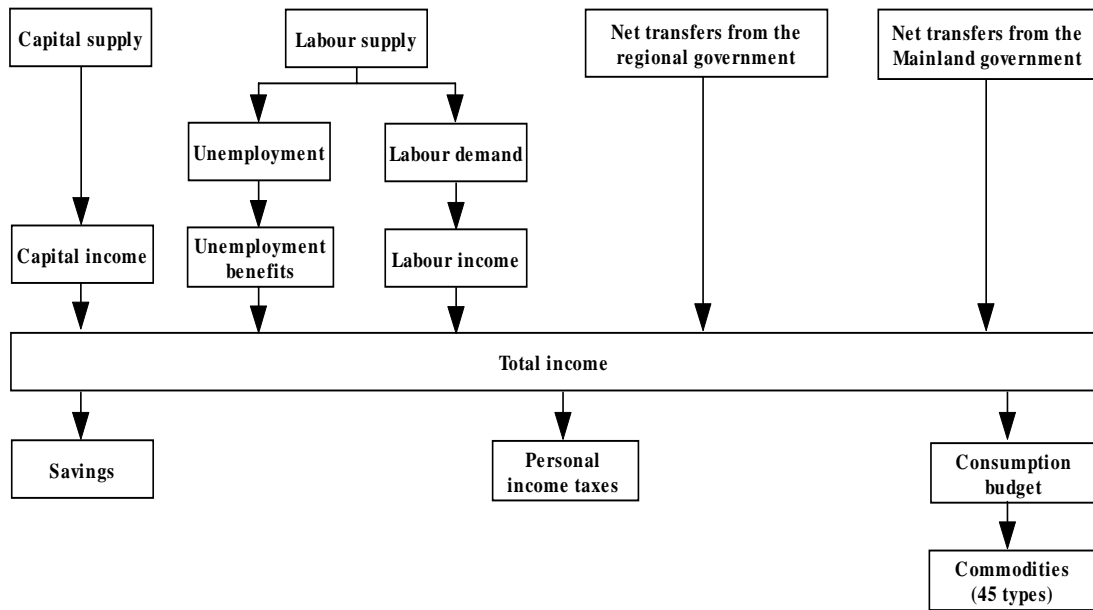 Capital supply
Labour supply
Net transfers from the
regional government
Net transfers from the
Mainland government
Unemployment
Labour demand
Capital income
Unemployment
benefits
Labour income
Total income
Savings
Personal
income taxes
Consumption
budget
Commodities
(45 types)